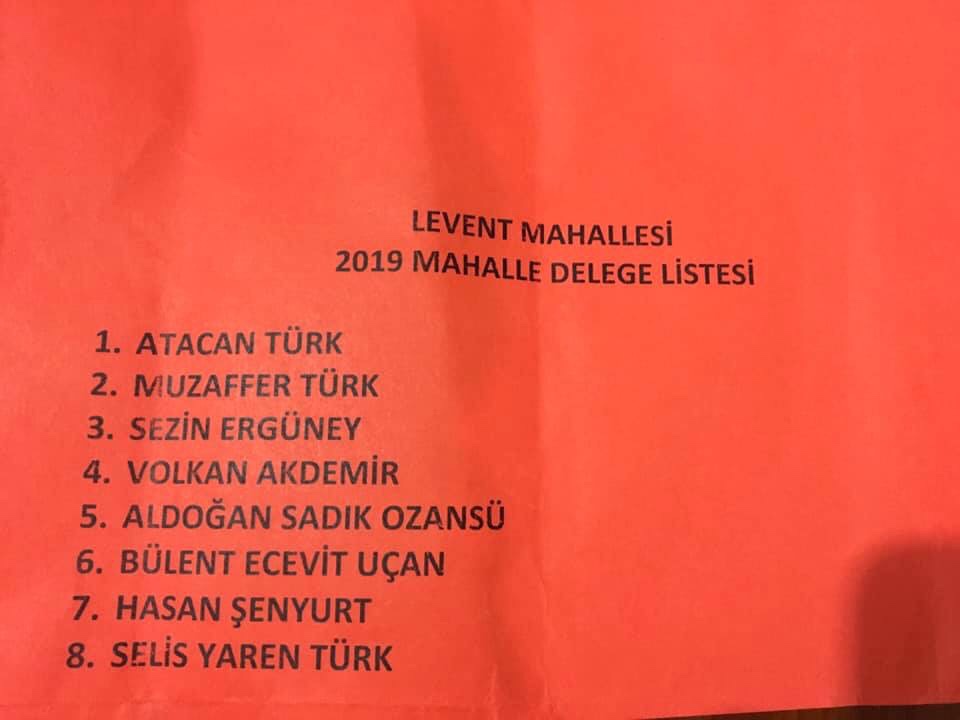 LEVENT MAHALLESİ
2019 MAHALLE DELEGE LİSTESİ
1. ATACAN TÜRK
2. MUZAFFER TÜRK
3. SEZİN ERGÜNEY
4. VOLKAN AKDEMİR
5. ALDOĞAN SADIK OZANSÜ
6. BÜLENT ECEVİT UÇAN
7. HASAN ŞENYURT
8. SELİS YAREN TÜRK